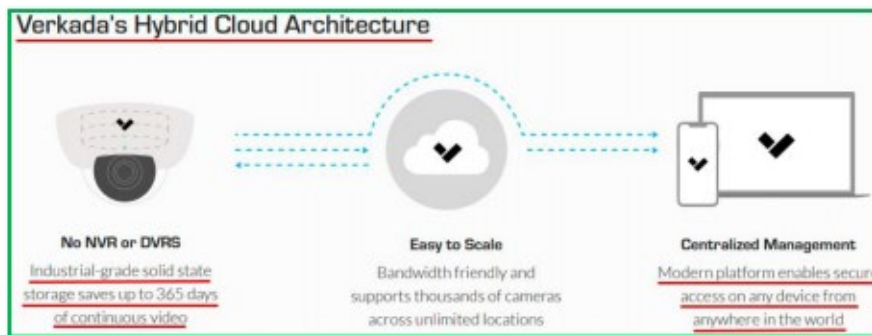 Verkada's Hybrid Cloud Architecture
No NVR or DVRS
Industrial-grade solid state
storage saves up to 365 days
of continuous video
Easy to Scale
Bandwidth friendly and
supports thousands of cameras
across unlimited locations
Centralized Management
Modern platform enables secure
access on any device from
anywhere in the world